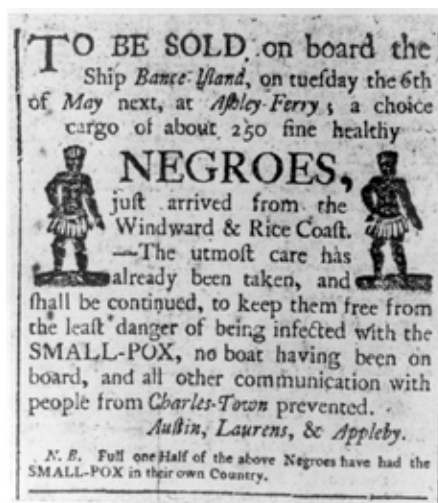 TO BE SOLD on board the
Ship Bance-Iſland, on tueſday the 6th
of May next, at Aſhley-Ferry; a choice
cargo of about 250 fine healthy
NEGROES,
juſt arrived from the
Windward & Rice Coaſt.
—The utmoſt care has
already been taken, and
ſhall be continued, to keep them free from
the leaſt danger of being infected with the
SMALL-POX, no boat having been on
board, and all other communication with
people from Charles-Town prevented.
Auſtin, Laurens, & Appleby.
N. B. Full one Half of the above Negroes have had the
SMALL-POX in their own Country.